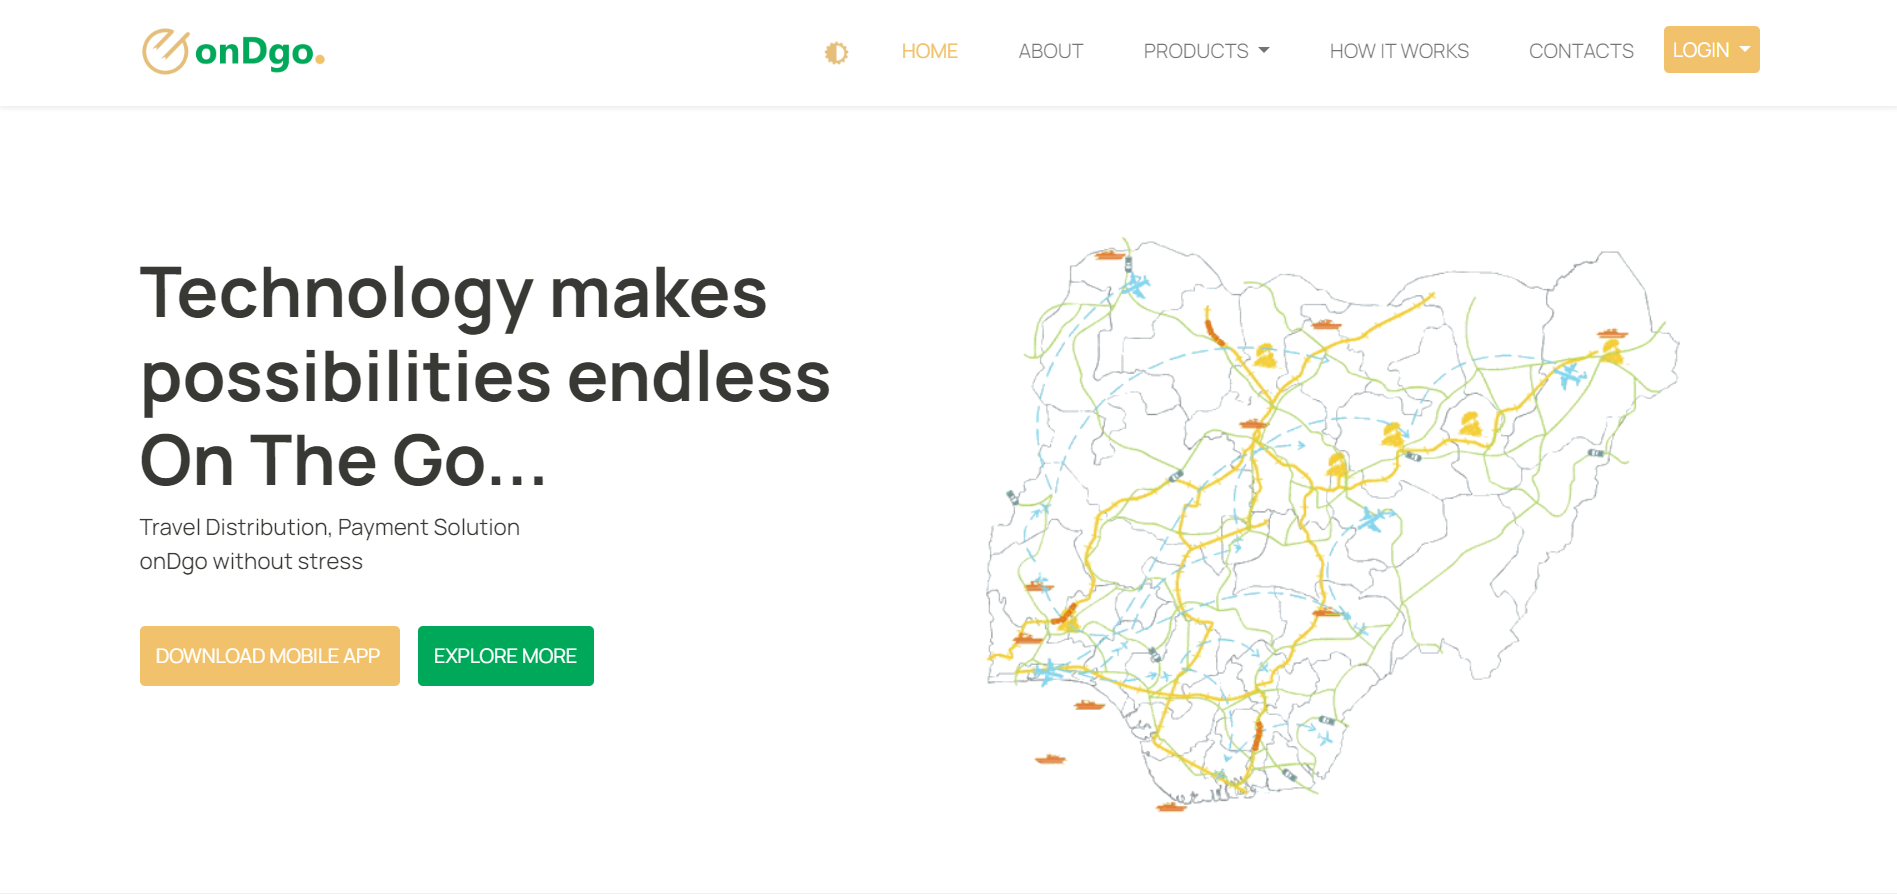 onDgo.
HOME
ABOUT
PRODUCTS
HOW IT WORKS
CONTACTS
LOGIN
Technology makes
possibilities endless
On The Go...
Travel Distribution, Payment Solution
onDgo without stress
DOWNLOAD MOBILE APP
EXPLORE MORE